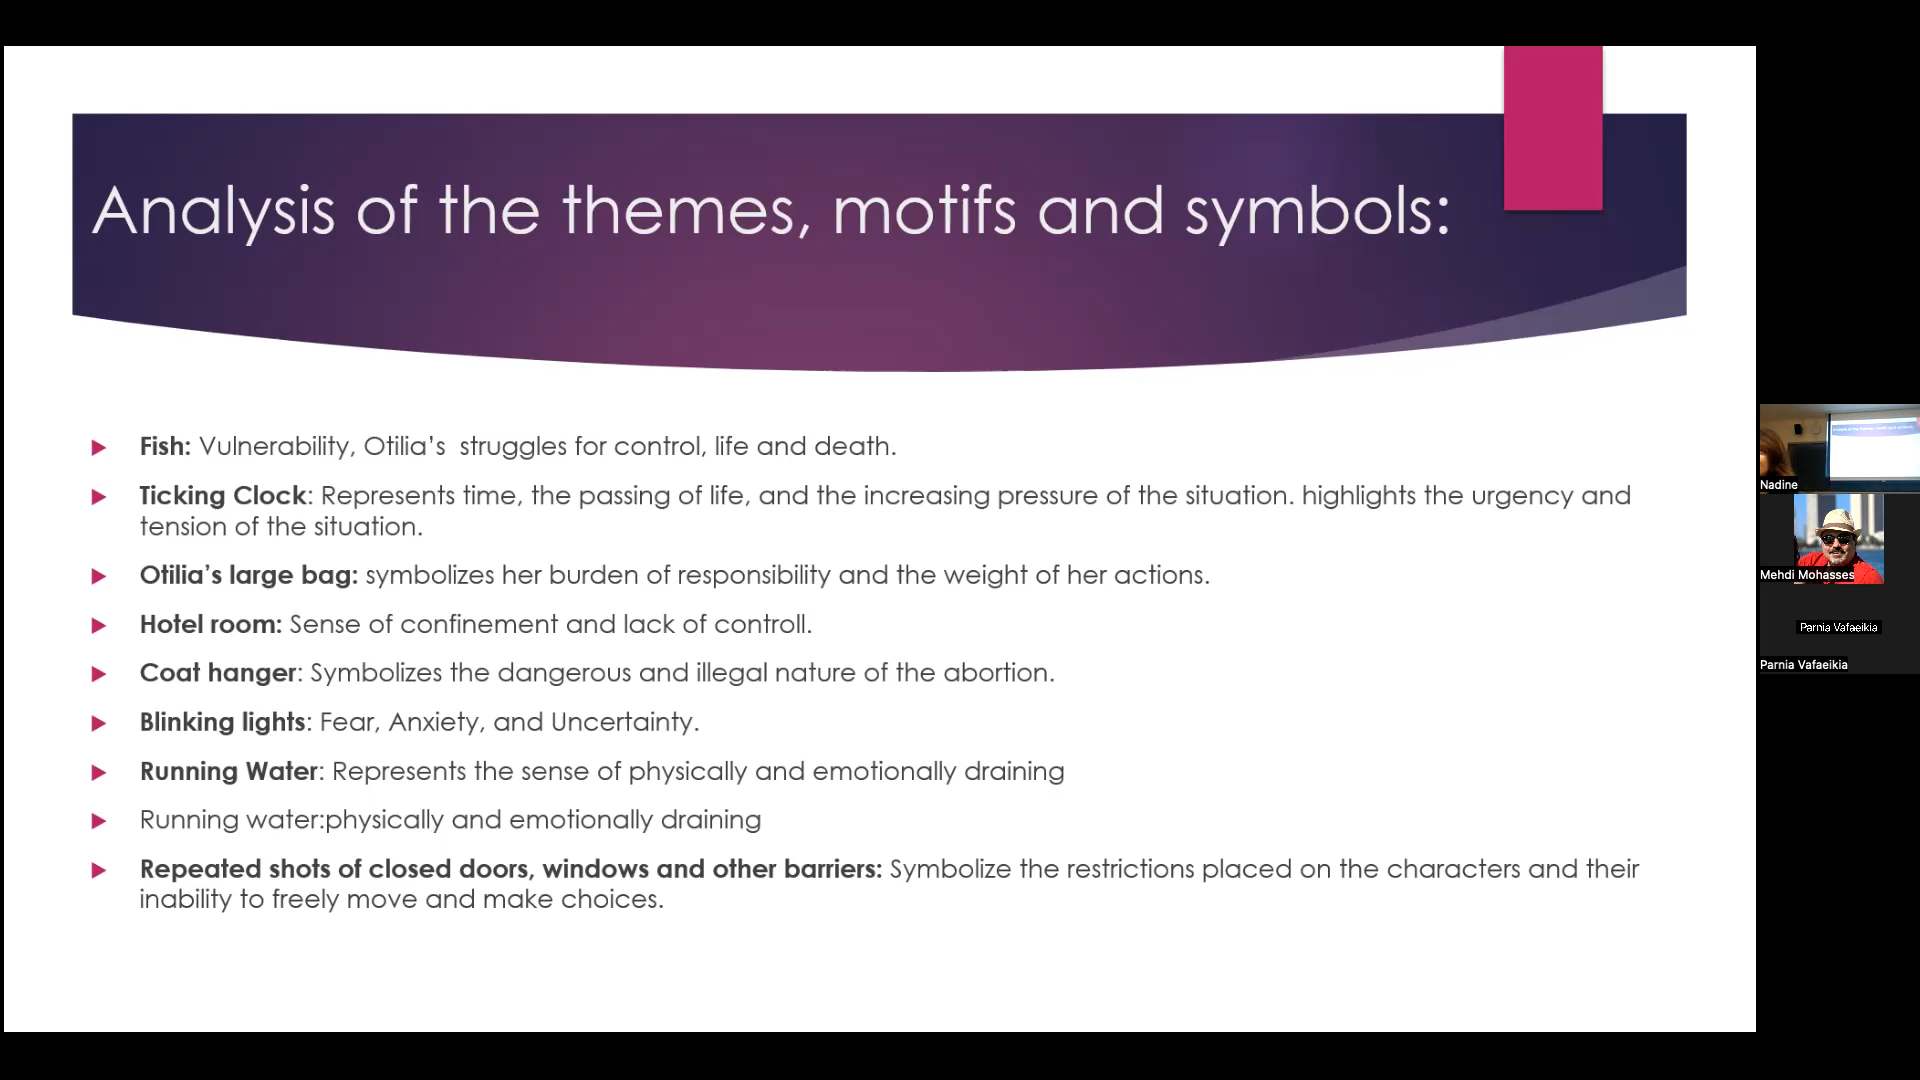 Analysis of the themes, motifs and symbols:
Fish: Vulnerability, Otilia’s  struggles for control, life and death.
Ticking Clock: Represents time, the passing of life, and the increasing pressure of the situation. highlights the urgency and
tension of the situation.
Otilia’s large bag: symbolizes her burden of responsibility and the weight of her actions.
Hotel room: Sense of confinement and lack of controll.
Coat hanger: Symbolizes the dangerous and illegal nature of the abortion.
Blinking lights: Fear, Anxiety, and Uncertainty.
Running Water: Represents the sense of physically and emotionally draining
Running water:physically and emotionally draining
Repeated shots of closed doors, windows and other barriers: Symbolize the restrictions placed on the characters and their
inability to freely move and make choices.
Nadine
Mehdi Mohasses
Parnia Vafaeikia
Parnia Vafaeikia